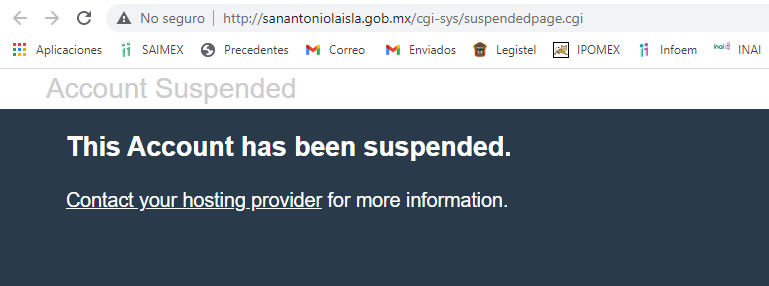 No seguro | http://sanantoniolaisla.gob.mx/cgi-sys/suspendedpage.cgi
Aplicaciones SAIMEX Precedentes Correo Enviados Legistel IPOMEX Infoem inai INAI
Account Suspended
This Account has been suspended.
Contact your hosting provider for more information.